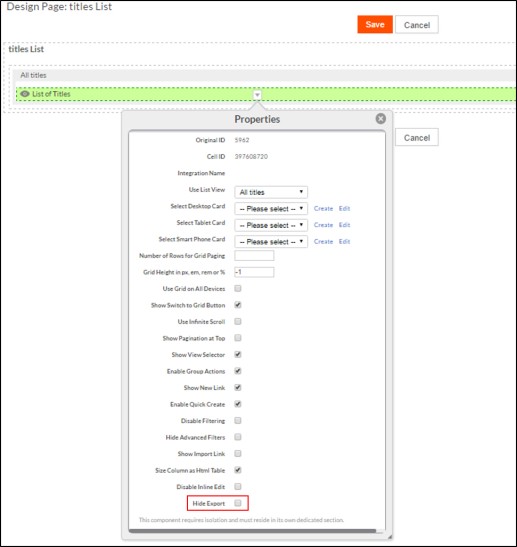 Design Page: titles List
Save Cancel
titles List
All titles
List of Titles
Properties
Cancel
Original ID 5962
Cell ID 397608720
Integration Name
Use List View All titles
Select Desktop Card -- Please select -- Create Edit
Select Tablet Card -- Please select -- Create Edit
Select Smart Phone Card -- Please select -- Create Edit
Number of Rows for Grid Paging
Grid Height in px, em, rem or % -1
Use Grid on All Devices
Show Switch to Grid Button
Use Infinite Scroll
Show Pagination at Top
Show View Selector
Enable Group Actions
Show New Link
Enable Quick Create
Disable Filtering
Hide Advanced Filters
Show Import Link
Size Column as Html Table
Disable Inline Edit
Hide Export
This component requires isolation and must reside in its own dedicated section.